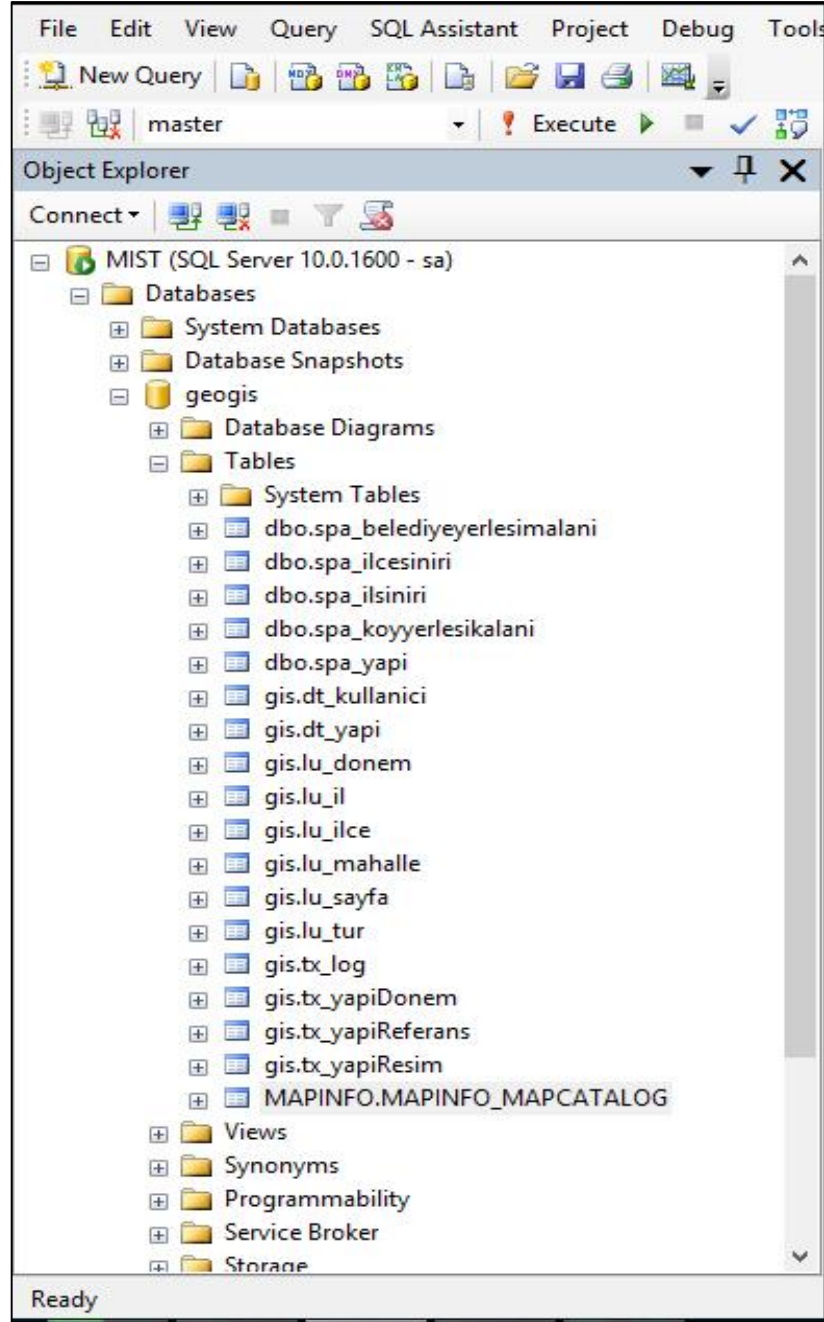 File Edit View Query SQL Assistant Project Debug Tools
New Query
master Execute
Object Explorer
Connect
MIST (SQL Server 10.0.1600 - sa)
Databases
System Databases
Database Snapshots
geogis
Database Diagrams
Tables
System Tables
dbo.spa_belediyeyerlesimalani
dbo.spa_ilcesiniri
dbo.spa_ilsiniri
dbo.spa_koyyerlesikalani
dbo.spa_yapi
gis.dt_kullanici
gis.dt_yapi
gis.lu_donem
gis.lu_il
gis.lu_ilce
gis.lu_mahalle
gis.lu_sayfa
gis.lu_tur
gis.tx_log
gis.tx_yapiDonem
gis.tx_yapiReferans
gis.tx_yapiResim
MAPINFO.MAPINFO_MAPCATALOG
Views
Synonyms
Programmability
Service Broker
Storage
Ready